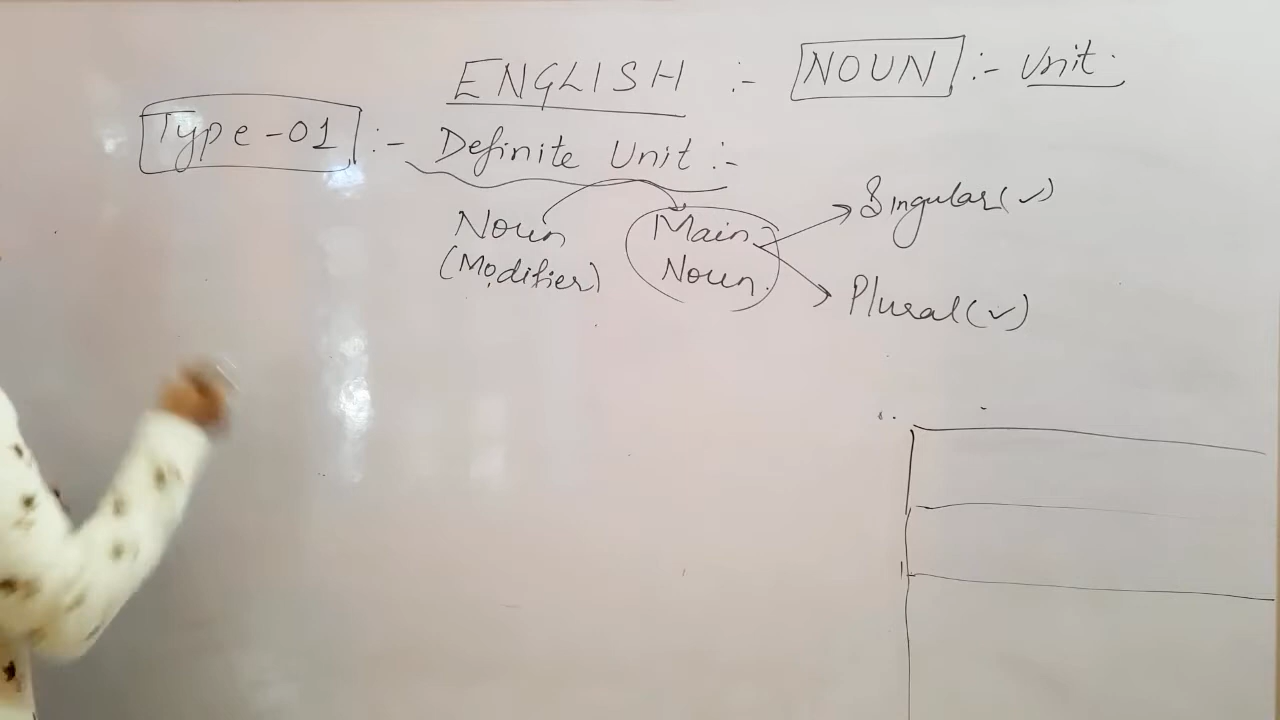 ENGLISH :- NOUN :- Unit.
Type-01 :- Definite Unit :-
Noun
(Modifier)
Main
Noun.
Singular(✓)
Plural(✓)